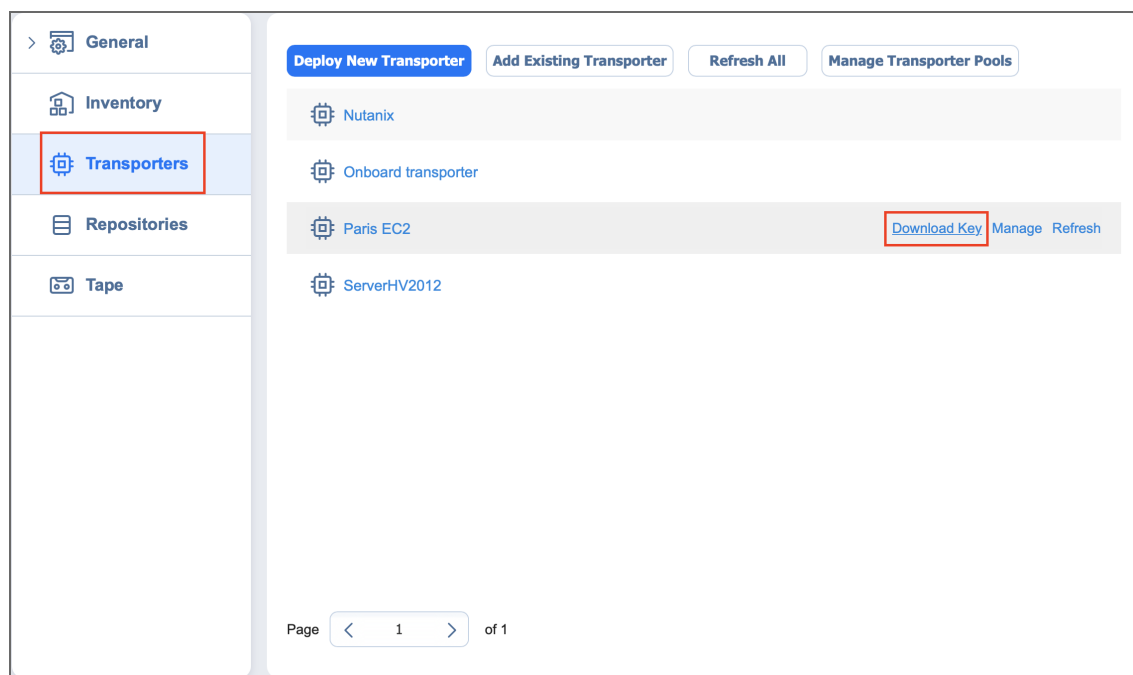 General
Inventory
Transporters
Repositories
Tape
Deploy New Transporter Add Existing Transporter Refresh All Manage Transporter Pools
Nutanix
Onboard transporter
Paris EC2 Download Key Manage Refresh
ServerHV2012
Page 1 of 1